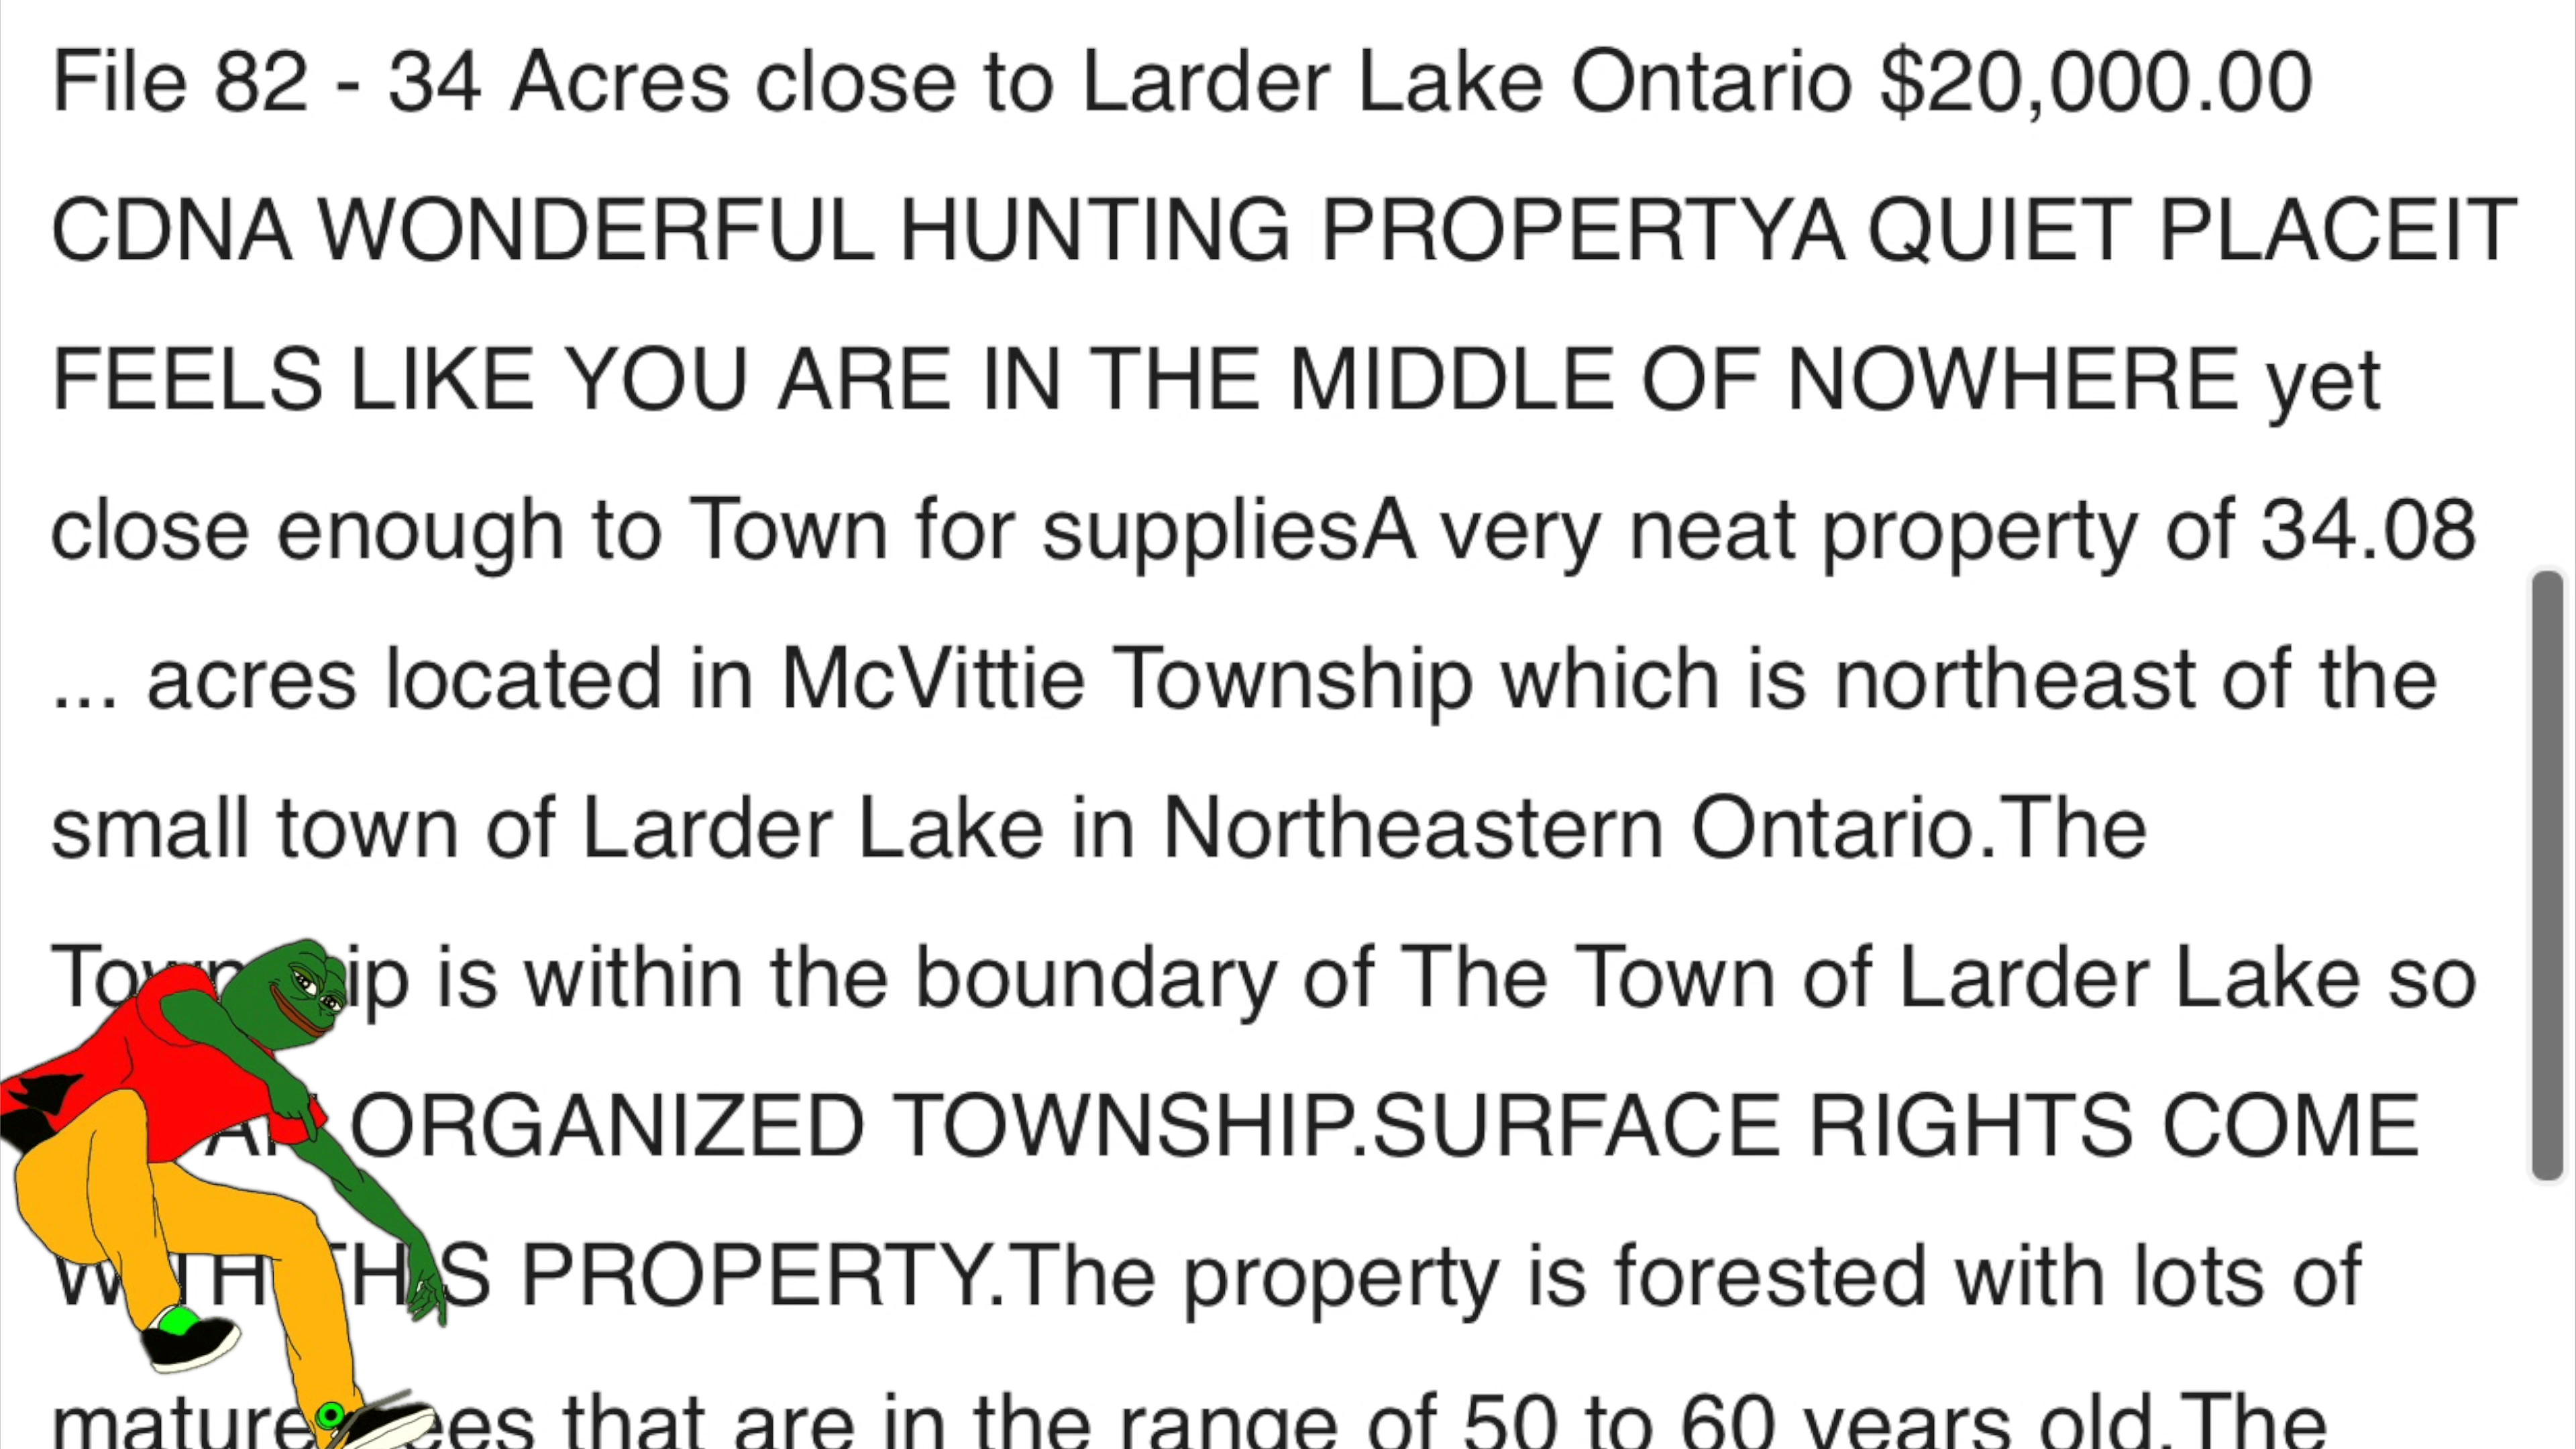 File 82 - 34 Acres close to Larder Lake Ontario $20,000.00
CDNA WONDERFUL HUNTING PROPERTYA QUIET PLACEIT
FEELS LIKE YOU ARE IN THE MIDDLE OF NOWHERE yet
close enough to Town for suppliesA very neat property of 34.08
... acres located in McVittie Township which is northeast of the
small town of Larder Lake in Northeastern Ontario.The
Township is within the boundary of The Town of Larder Lake so
ORGANIZED TOWNSHIP.SURFACE RIGHTS COME
WITH THIS PROPERTY.The property is forested with lots of
mature trees that are in the range of 50 to 60 years old.The